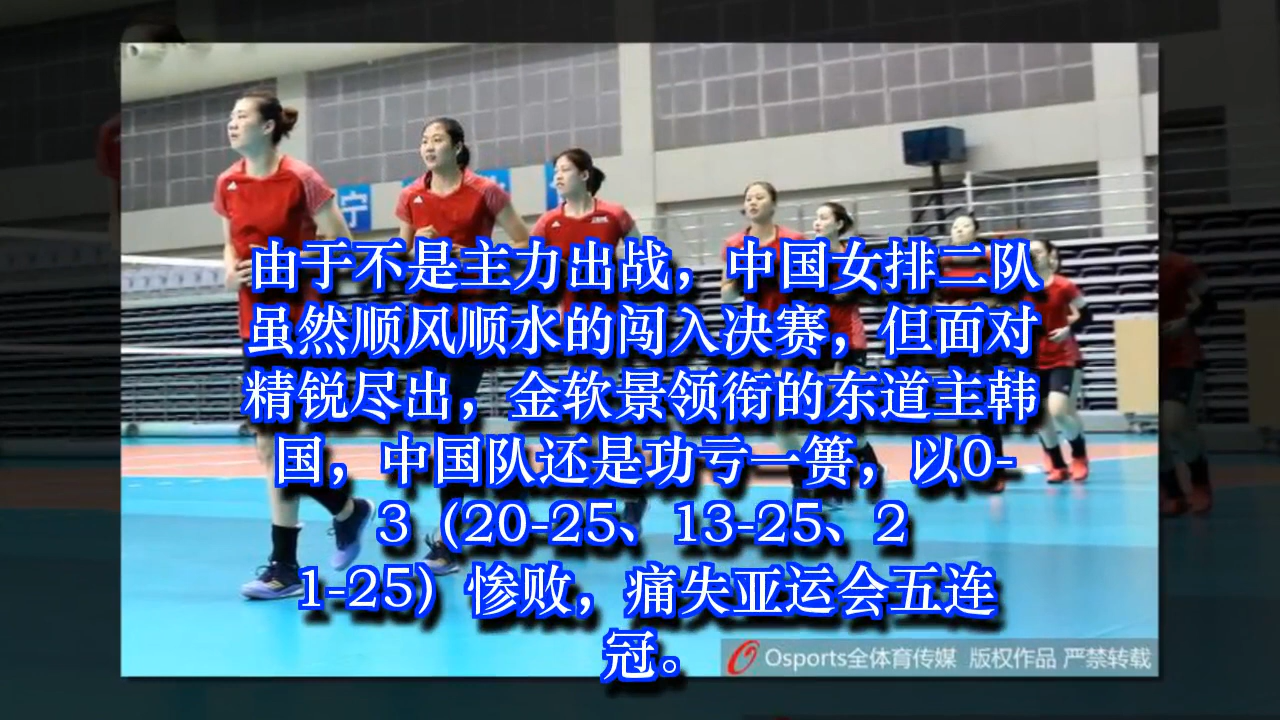 宁
由于不是主力出战，中国女排二队
虽然顺风顺水的闯入决赛，但面对
精锐尽出，金软景领衔的东道主韩
国，中国队还是功亏一篑，以0-
3（20-25、13-25、2
1-25）惨败，痛失亚运会五连
冠。
Osports全体育传媒 版权作品 严禁转载